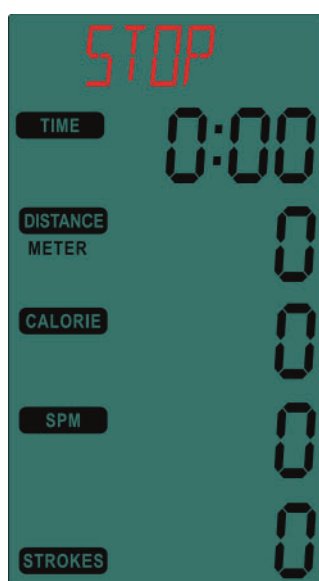 STOP
TIME 0:00
DISTANCE 0
METER
CALORIE 0
SPM 0
STROKES 0